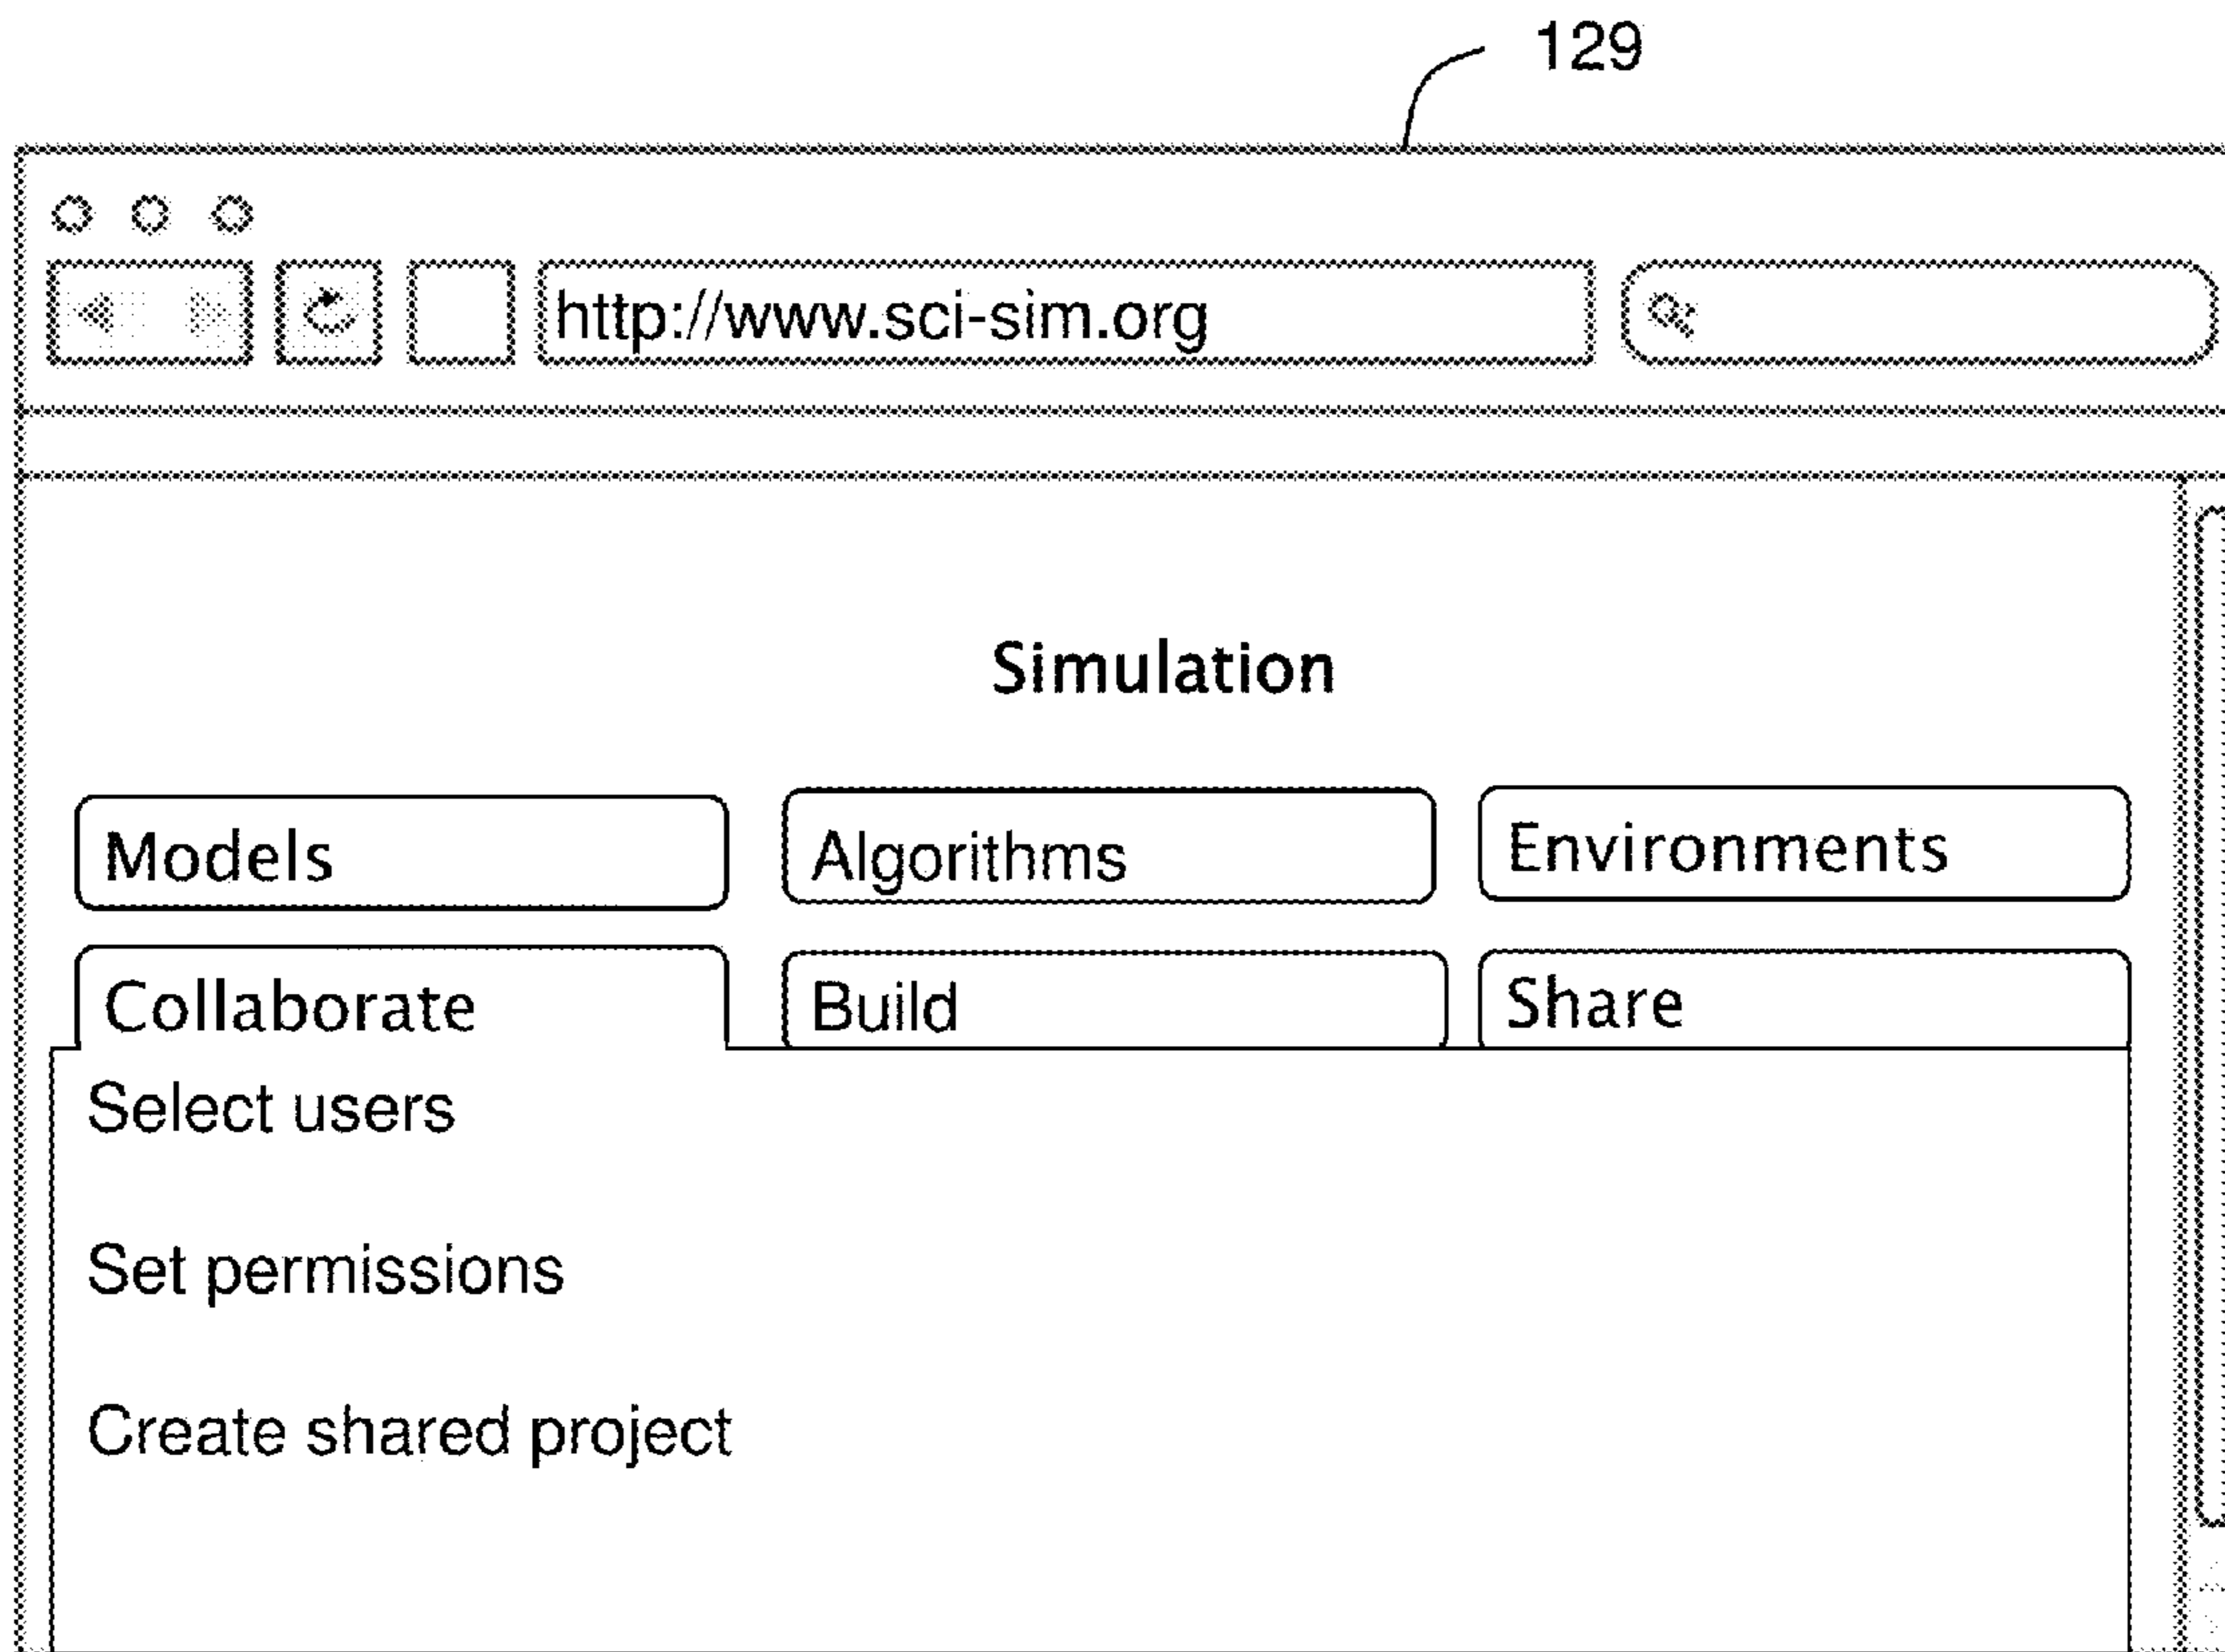 129
http://www.sci-sim.org
Simulation
Models Algorithms Environments
Collaborate Build Share
Select users
Set permissions
Create shared project